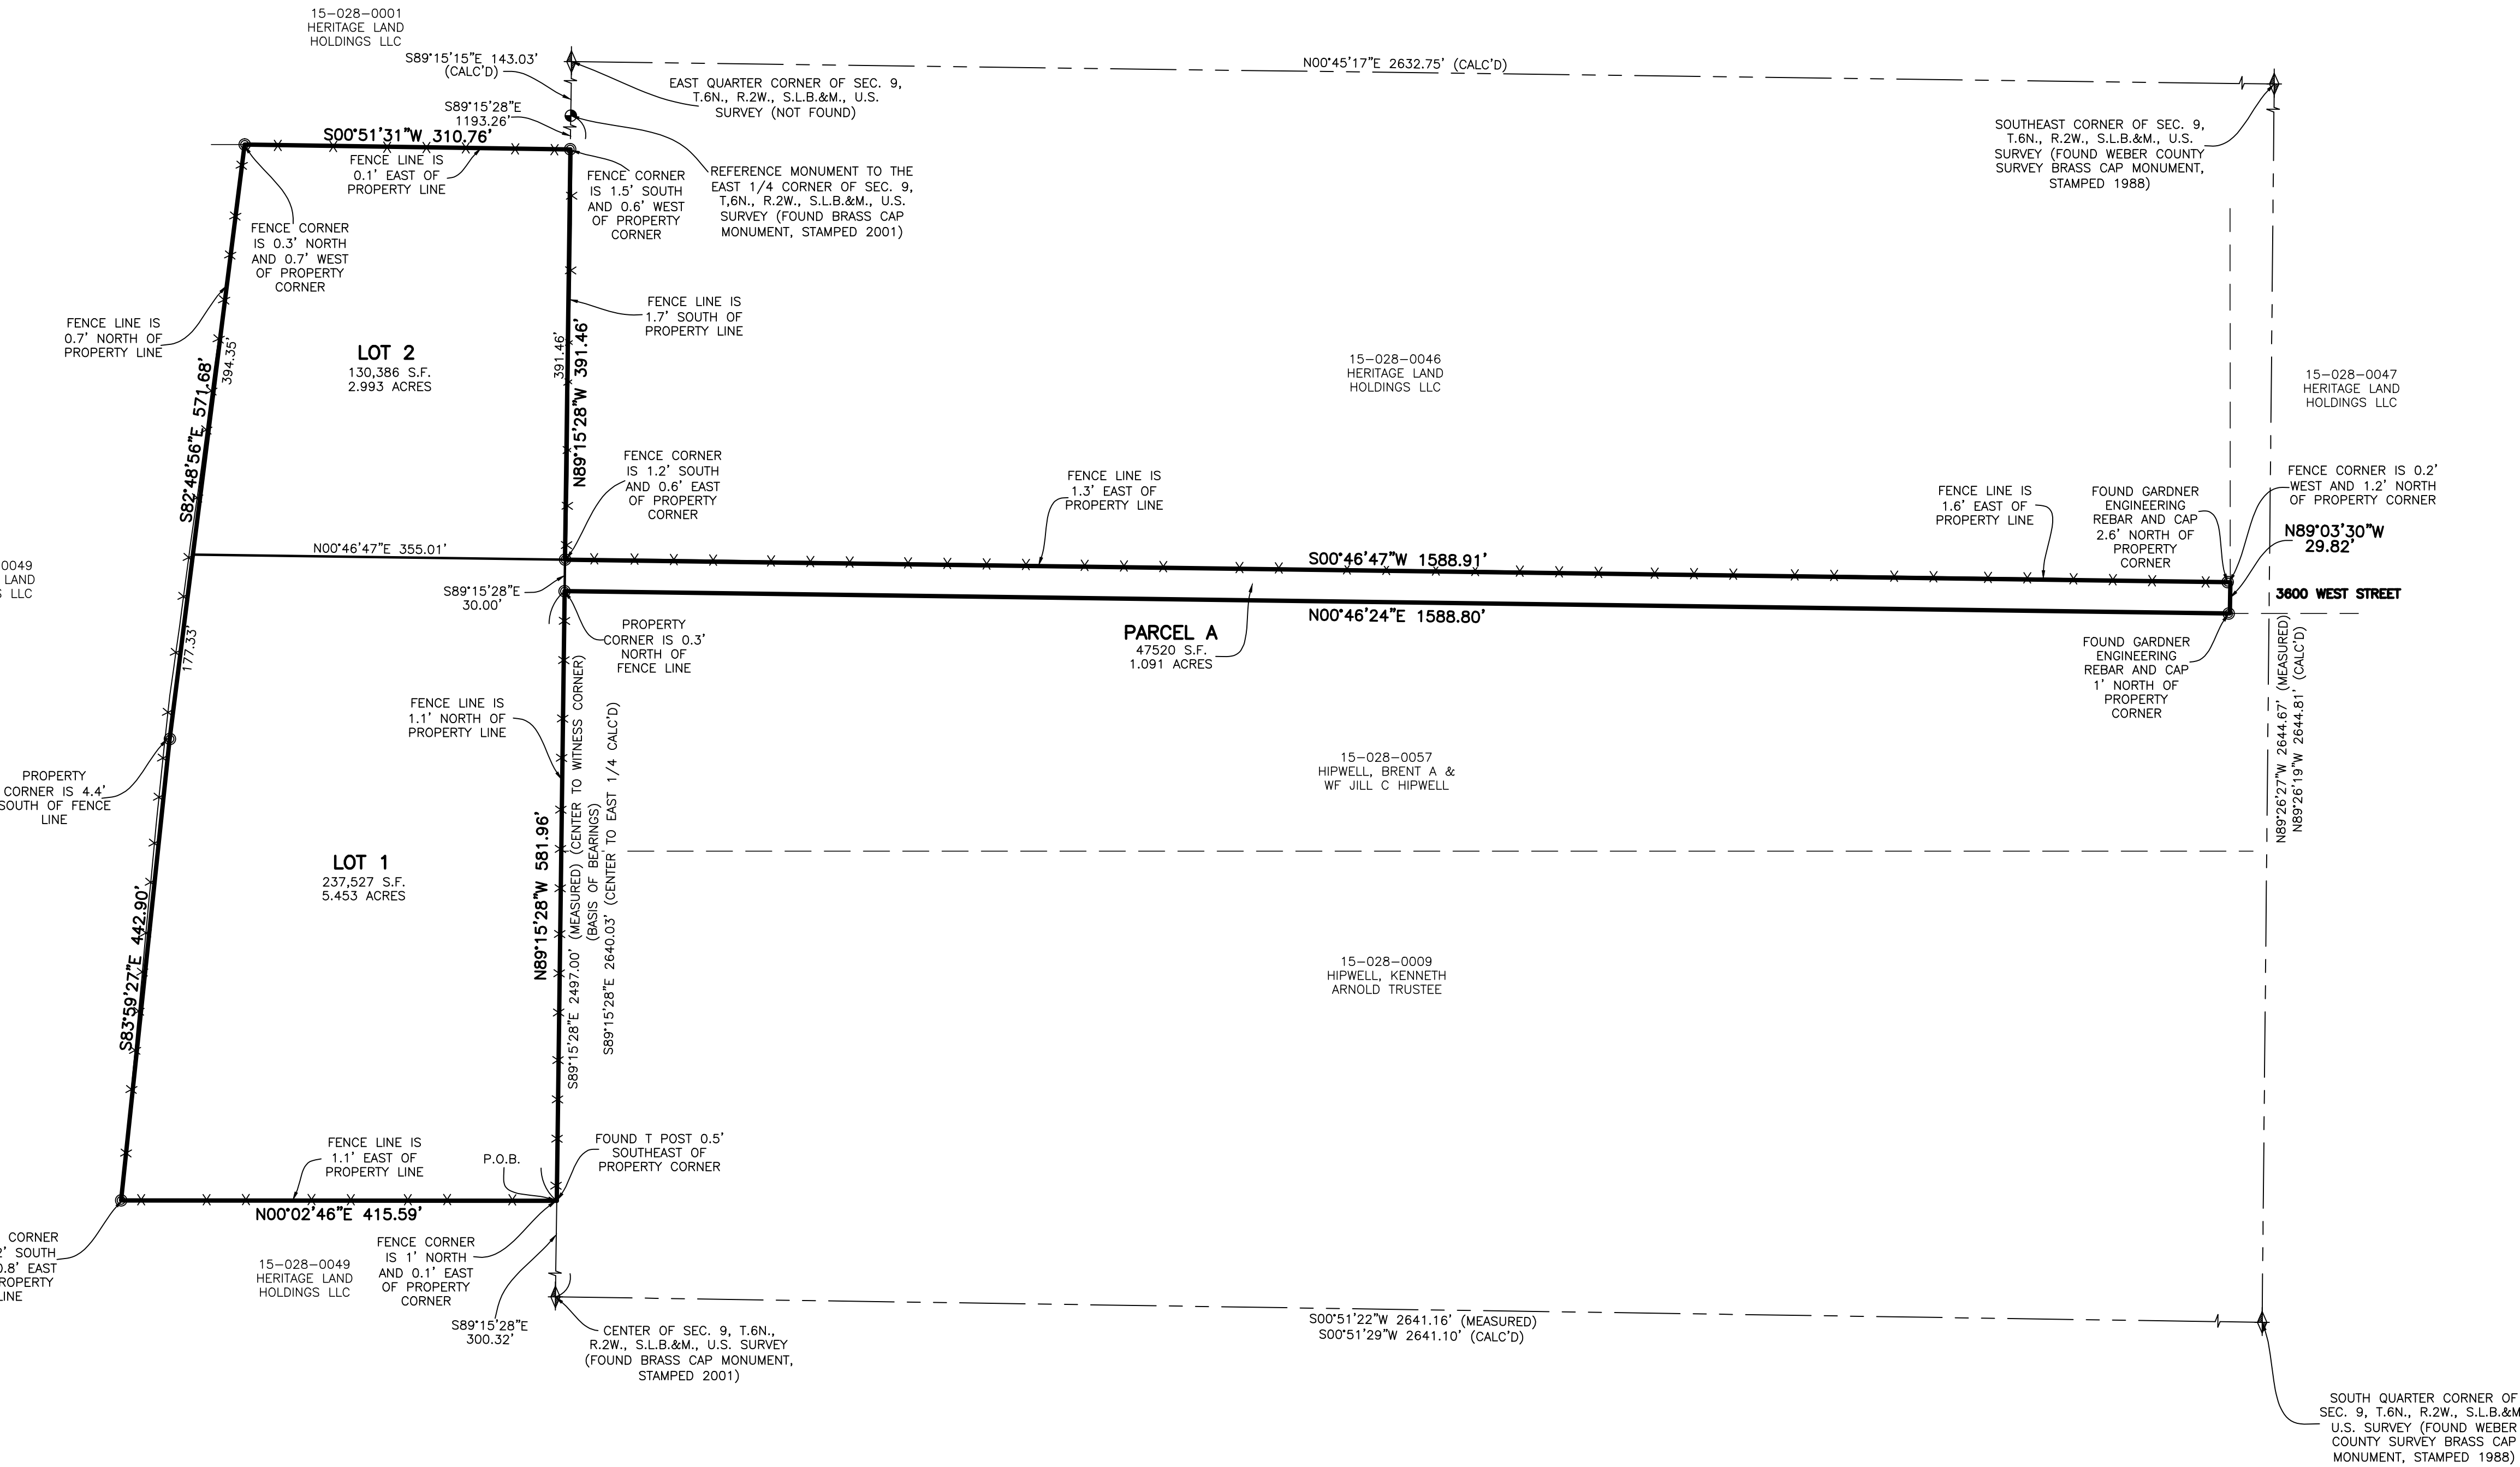 15-028-0001
HERITAGE LAND
HOLDINGS LLC
S89°15'15"E 143.03'
(CALC'D)
EAST QUARTER CORNER OF SEC. 9,
T.6N., R.2W., S.L.B.&M., U.S.
SURVEY (NOT FOUND)
N00°45'17"E 2632.75' (CALC'D)
SOUTHEAST CORNER OF SEC. 9,
T.6N., R.2W., S.L.B.&M., U.S.
SURVEY (FOUND WEBER COUNTY
SURVEY BRASS CAP MONUMENT,
STAMPED 1988)
S89°15'28"E
1193.26'
S00°51'31"W 310.76'
FENCE LINE IS
0.1' EAST OF
PROPERTY LINE
FENCE CORNER
IS 1.5' SOUTH
AND 0.6' WEST
OF PROPERTY
CORNER
REFERENCE MONUMENT TO THE
EAST 1/4 CORNER OF SEC. 9,
T,6N., R.2W., S.L.B.&M., U.S.
SURVEY (FOUND BRASS CAP
MONUMENT, STAMPED 2001)
FENCE CORNER
IS 0.3' NORTH
AND 0.7' WEST
OF PROPERTY
CORNER
FENCE LINE IS
0.7' NORTH OF
PROPERTY LINE
FENCE LINE IS
1.7' SOUTH OF
PROPERTY LINE
LOT 2
130,386 S.F.
2.993 ACRES
S82°48'56"E 571.68'
394.35'
391.46'
N89°15'28"W 391.46'
15-028-0046
HERITAGE LAND
HOLDINGS LLC
15-028-0047
HERITAGE LAND
HOLDINGS LLC
FENCE CORNER
IS 1.2' SOUTH
AND 0.6' EAST
OF PROPERTY
CORNER
FENCE LINE IS
1.3' EAST OF
PROPERTY LINE
FENCE LINE IS
1.6' EAST OF
PROPERTY LINE
FOUND GARDNER
ENGINEERING
REBAR AND CAP
2.6' NORTH OF
PROPERTY
CORNER
FENCE CORNER IS 0.2'
WEST AND 1.2' NORTH
OF PROPERTY CORNER
N89°03'30"W
29.82'
N00°46'47"E 355.01'
S00°46'47"W 1588.91'
0049
LAND
LLC
S89°15'28"E
30.00'
3600 WEST STREET
N00°46'24"E 1588.80'
PARCEL A
47520 S.F.
1.091 ACRES
PROPERTY
CORNER IS 0.3'
NORTH OF
FENCE LINE
177.33'
FOUND GARDNER
ENGINEERING
REBAR AND CAP
1' NORTH OF
PROPERTY
CORNER
N89°26'27"W 2644.67' (MEASURED)
N89°26'19"W 2644.81' (CALC'D)
FENCE LINE IS
1.1' NORTH OF
PROPERTY LINE
PROPERTY
CORNER IS 4.4'
SOUTH OF FENCE
LINE
15-028-0057
HIPWELL, BRENT A &
WF JILL C HIPWELL
LOT 1
237,527 S.F.
5.453 ACRES
S83°59'27"E 442.90'
N89°15'28"W 581.96'
S89°15'28"E 2497.00' (MEASURED) (CENTER TO WITNESS CORNER)
(BASIS OF BEARINGS)
S89°15'28"E 2640.03' (CENTER TO EAST 1/4 CALC'D)
15-028-0009
HIPWELL, KENNETH
ARNOLD TRUSTEE
FENCE LINE IS
1.1' EAST OF
PROPERTY LINE
P.O.B.
FOUND T POST 0.5'
SOUTHEAST OF
PROPERTY CORNER
N00°02'46"E 415.59'
CORNER
2' SOUTH
0.8' EAST
FENCE CORNER
IS 1' NORTH
AND 0.1' EAST
OF PROPERTY
CORNER
15-028-0049
HERITAGE LAND
HOLDINGS LLC
S89°15'28"E
300.32'
CENTER OF SEC. 9, T.6N.,
R.2W., S.L.B.&M., U.S. SURVEY
(FOUND BRASS CAP MONUMENT,
STAMPED 2001)
S00°51'22"W 2641.16' (MEASURED)
S00°51'29"W 2641.10' (CALC'D)
SOUTH QUARTER CORNER OF
SEC. 9, T.6N., R.2W., S.L.B.&M
U.S. SURVEY (FOUND WEBER
COUNTY SURVEY BRASS CAP
MONUMENT, STAMPED 1988)